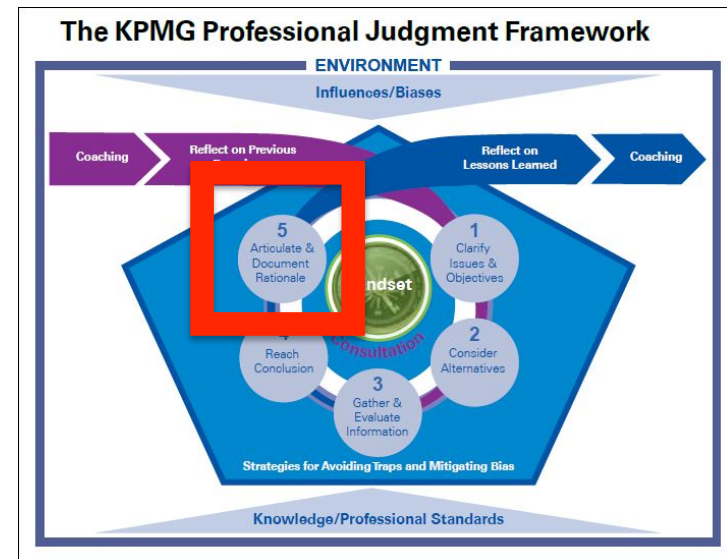 The KPMG Professional Judgment Framework
ENVIRONMENT
Influences/Biases
Coaching
Reflect on Previous
Reflect on
Lessons Learned
Coaching
5
Articulate &
Document
Rationale
1
Clarify
Issues &
Objectives
Consultation
Reach
Conclusion
2
Consider
Alternatives
3
Gather &
Evaluate
Information
Strategies for Avoiding Traps and Mitigating Bias
Knowledge/Professional Standards